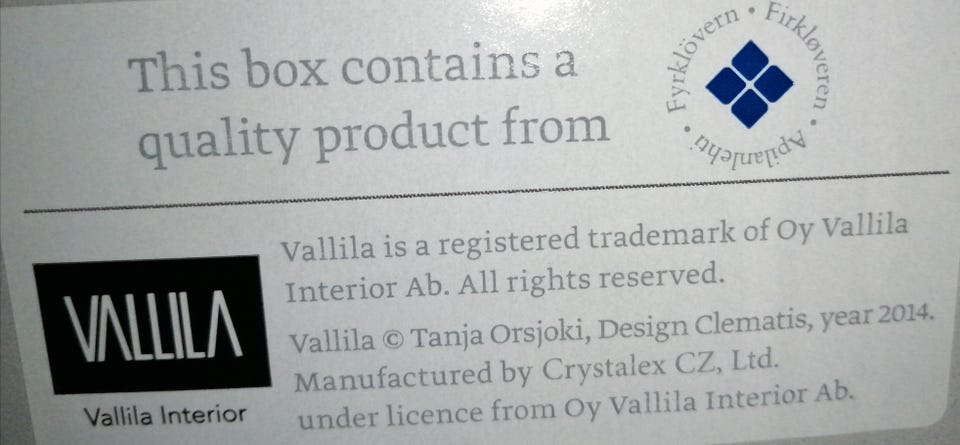 This box contains a
quality product from
Fyrklövern • Firkløveren • Apilanlehti •
VALLILA
Vallila Interior
Vallila is a registered trademark of Oy Vallila
Interior Ab. All rights reserved.
Vallila © Tanja Orsjoki, Design Clematis, year 2014.
Manufactured by Crystalex CZ, Ltd.
under licence from Oy Vallila Interior Ab.